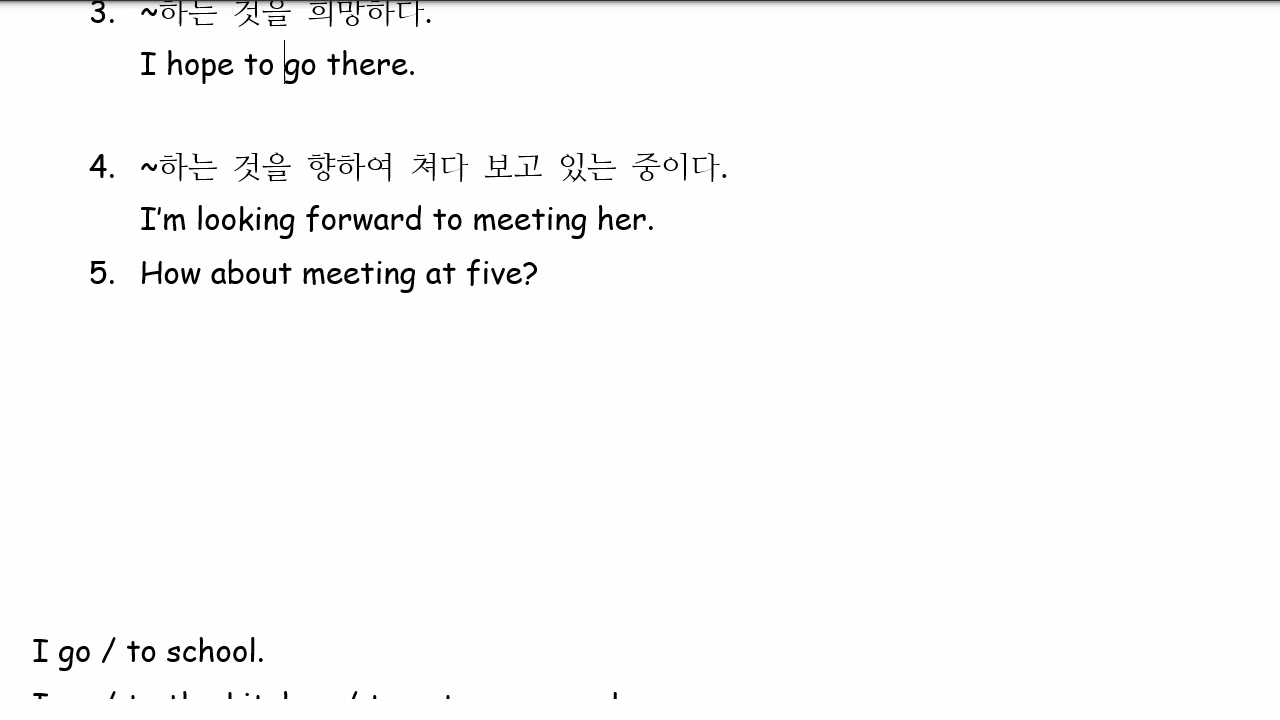 3. ~하는 것을 희망하다.
I hope to go there.
4. ~하는 것을 향하여 쳐다 보고 있는 중이다.
I'm looking forward to meeting her.
5. How about meeting at five?
I go / to school.